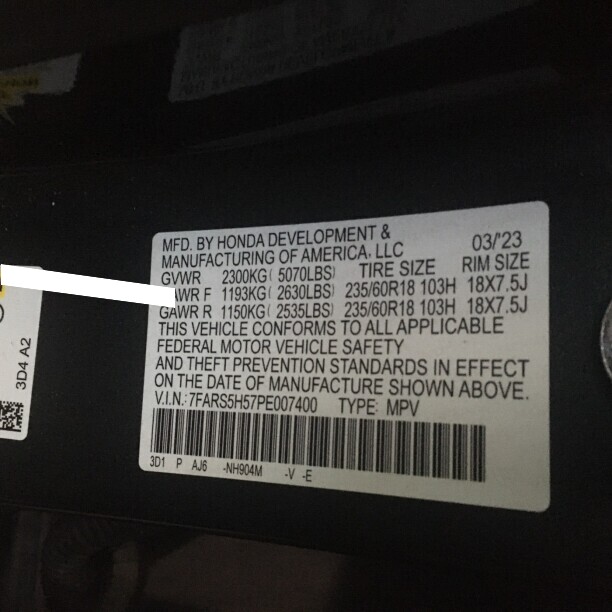 MFD. BY HONDA DEVELOPMENT &
MANUFACTURING OF AMERICA, LLC 03/'23
GVWR 2300KG ( 5070LBS) TIRE SIZE RIM SIZE
AWR F 1193KG ( 2630LBS) 235/60R18 103H 18X7.5J
GAWR R 1150KG ( 2535LBS) 235/60R18 103H 18X7.5J
THIS VEHICLE CONFORMS TO ALL APPLICABLE
FEDERAL MOTOR VEHICLE SAFETY
AND THEFT PREVENTION STANDARDS IN EFFECT
ON THE DATE OF MANUFACTURE SHOWN ABOVE.
V.I.N.: 7FARS5H57PE007400 TYPE: MPV
3D1 P AJ6 -NH904M -V -E
3D4 A2